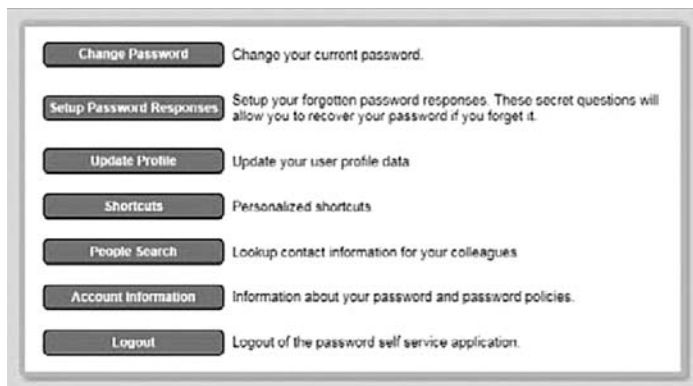 Change Password Change your current password.
Setup Password Responses Setup your forgotten password responses. These secret questions will
allow you to recover your password if you forget it.
Update Profile Update your user profile data
Shortcuts Personalized shortcuts
People Search Lookup contact information for your colleagues
Account Information Information about your password and password policies.
Logout Logout of the password self service application.